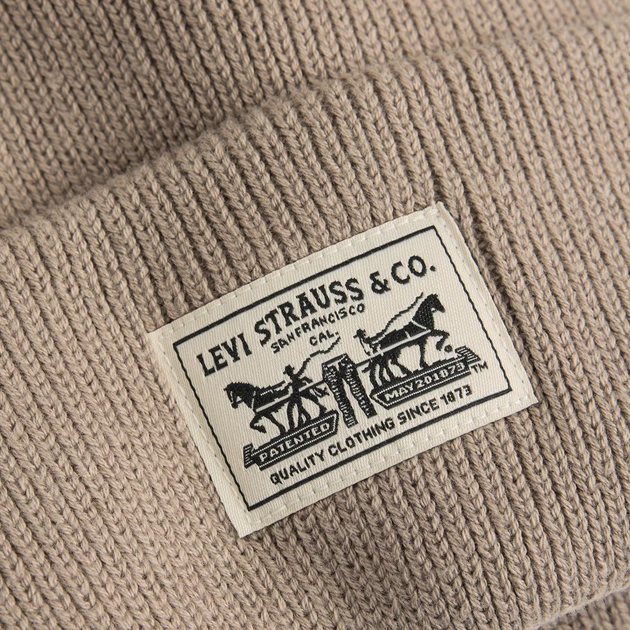 LEVI STRAUSS & CO.
SAN FRANCISCO
CAL.
PATENTED
MAY 20 1873
®
TM
QUALITY CLOTHING SINCE 1873